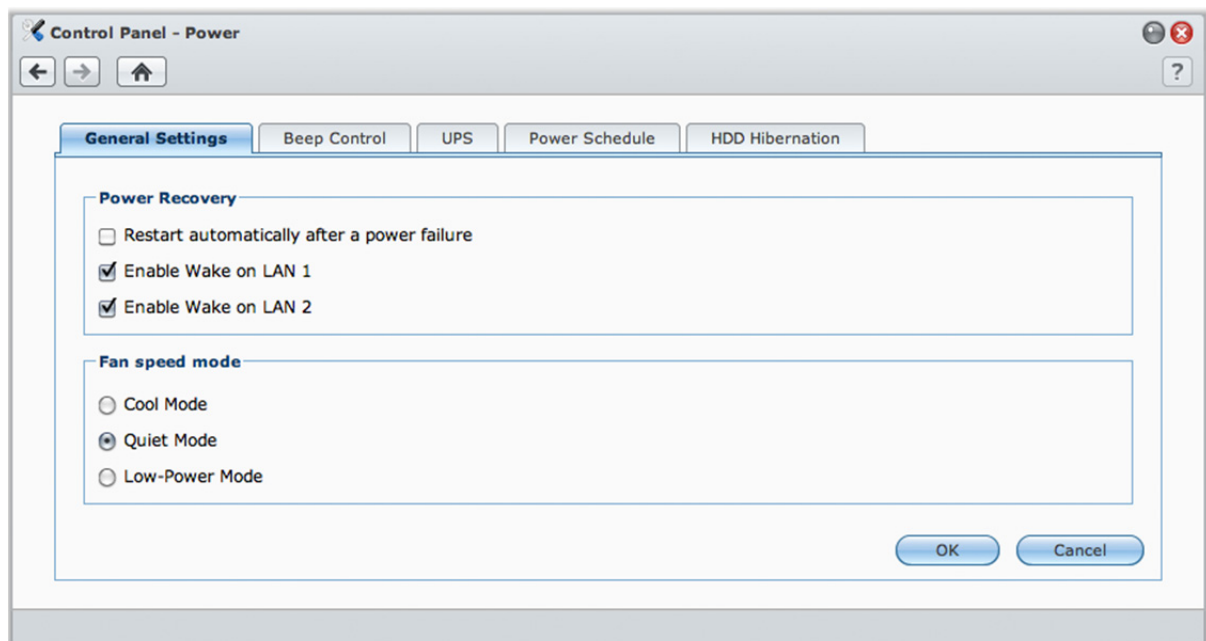 Control Panel - Power
?
General Settings
Beep Control
UPS
Power Schedule
HDD Hibernation
Power Recovery
Restart automatically after a power failure
Enable Wake on LAN 1
Enable Wake on LAN 2
Fan speed mode
Cool Mode
Quiet Mode
Low-Power Mode
OK
Cancel